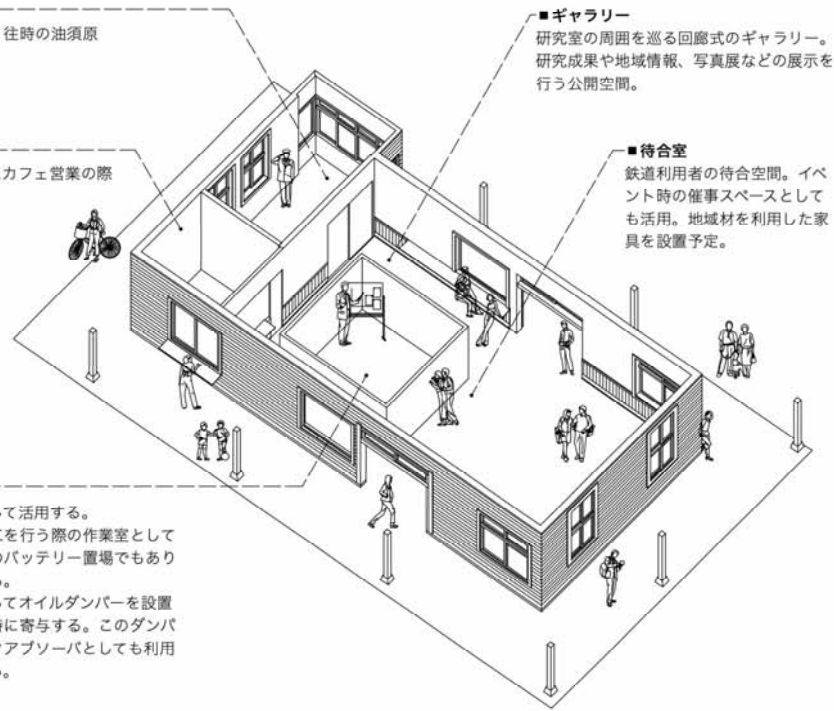 往時の油須原
カフェ営業の際
■ギャラリー
研究室の周囲を巡る回廊式のギャラリー。
研究成果や地域情報、写真展などの展示を
行う公開空間。
■待合室
鉄道利用者の待合空間。イベ
ント時の催事スペースとして
も活用。地域材を利用した家
具を設置予定。
て活用する。
を行う際の作業室として
バッテリー置場でもあり
。
てオイルダンパーを設置
に寄与する。このダンパ
アブソーバとしても利用
。